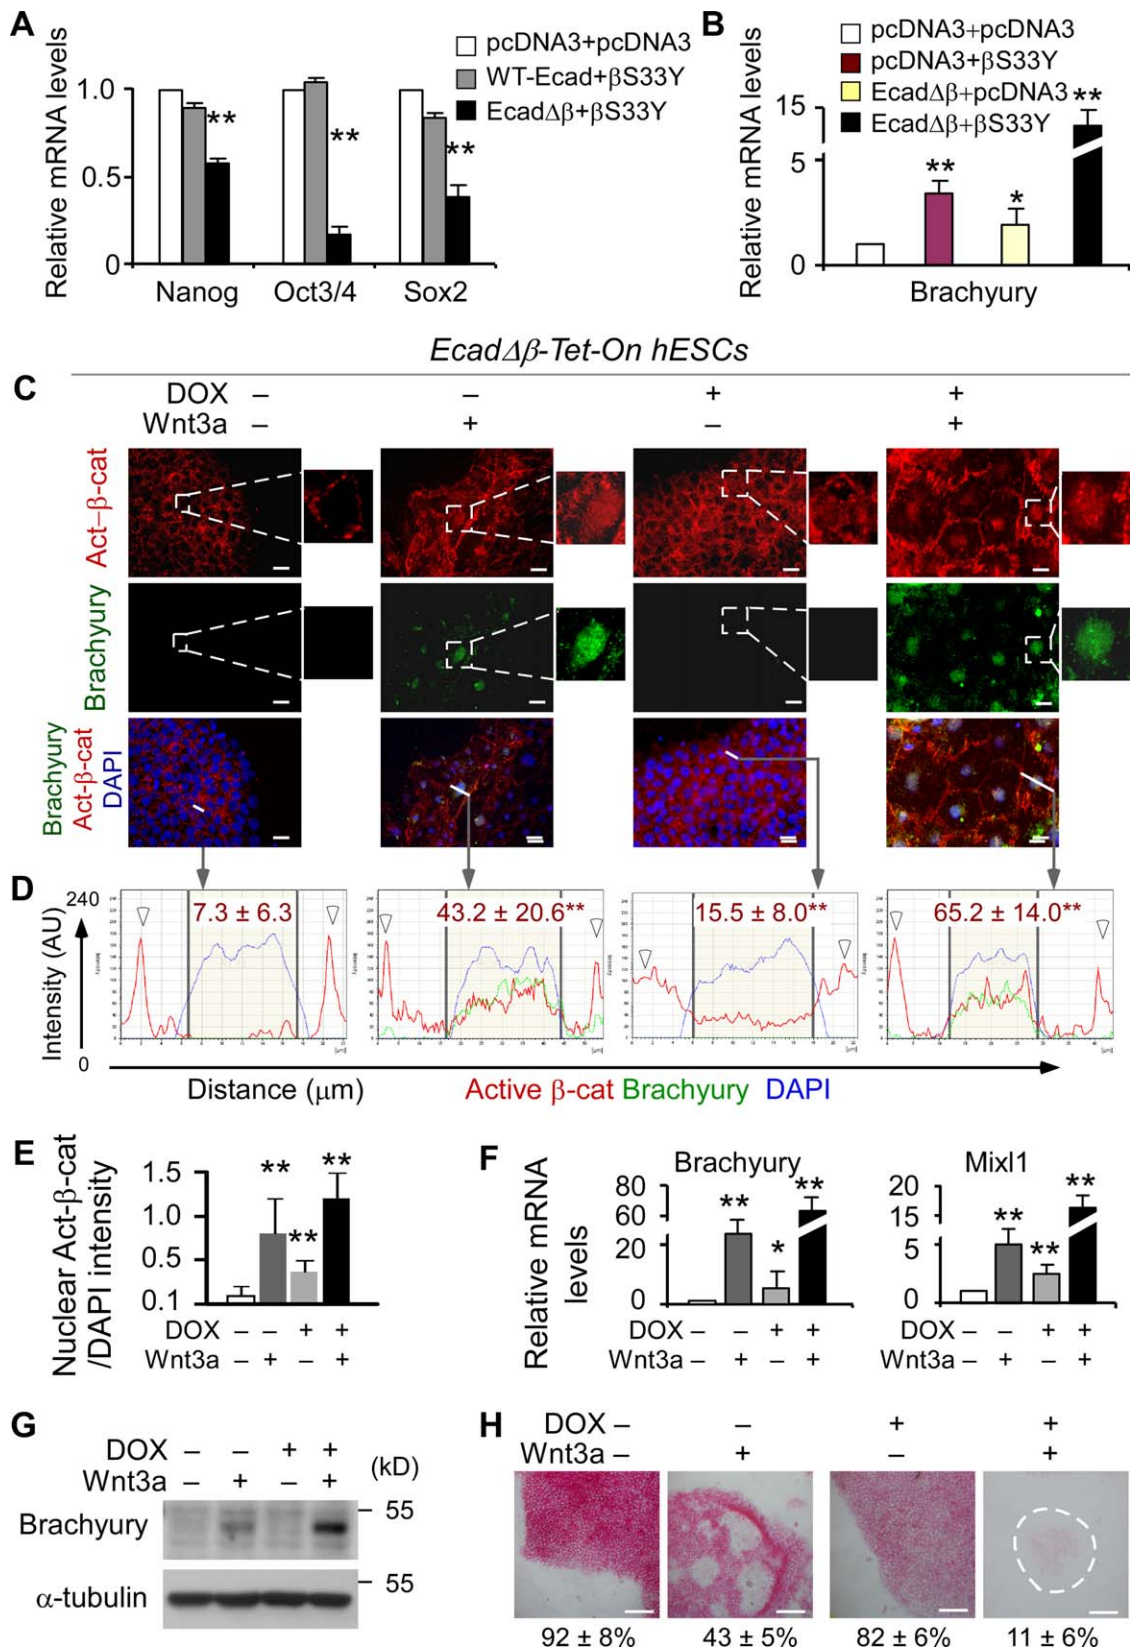 A
Relative mRNA levels
1.0
0.5
0
pcDNA3+pcDNA3
WT-Ecad+βS33Y
EcadΔβ+βS33Y
**
**
**
Nanog Oct3/4 Sox2
B
Relative mRNA levels
pcDNA3+pcDNA3
pcDNA3+βS33Y
EcadΔβ+pcDNA3
EcadΔβ+βS33Y
15
5
0
**
*
**
Brachyury
EcadΔβ-Tet-On hESCs
C
DOX – – + +
Wnt3a – + – +
Act–β-cat
Brachyury
Brachyury
Act-β-cat
DAPI
D
Intensity (AU)
240
0
7.3 ± 6.3
43.2 ± 20.6**
15.5 ± 8.0**
65.2 ± 14.0**
Distance (μm) Active β-cat Brachyury DAPI
E
Nuclear Act-β-cat
/DAPI intensity
1.5
1.0
0.5
0.1
**
**
**
DOX – – + +
Wnt3a – + – +
F
Relative mRNA
levels
Brachyury
80
60
20
0
**
*
**
DOX – – + +
Wnt3a – + – +
Mixl1
20
15
5
0
**
**
**
DOX – – + +
Wnt3a – + – +
G
DOX – – + +
Wnt3a – + – +
(kD)
Brachyury
55
α-tubulin
55
H
DOX – – + +
Wnt3a – + – +
92 ± 8% 43 ± 5% 82 ± 6% 11 ± 6%